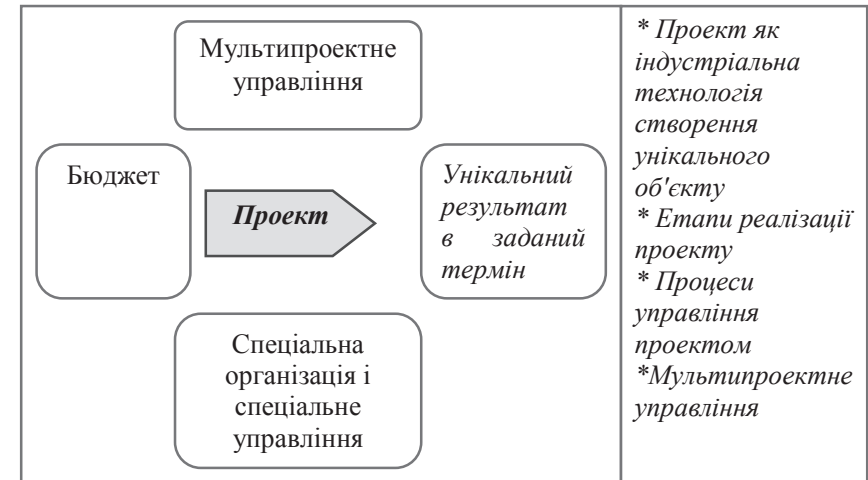 Мультипроектне
управління
Бюджет
Проект
Унікальний
результат
в заданий
термін
Спеціальна
організація і
спеціальне
управління
* Проект як
індустріальна
технологія
створення
унікального
об'єкту
* Етапи реалізації
проекту
* Процеси
управління
проектом
*Мультипроектне
управління